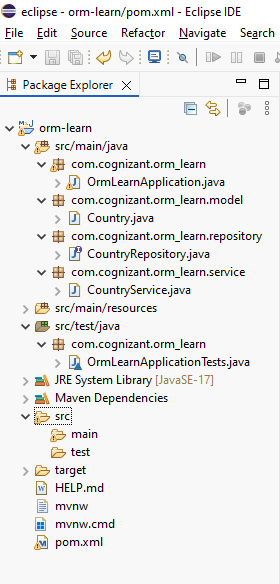 eclipse - orm-learn/pom.xml - Eclipse IDE
File Edit Source Refactor Navigate Search
Package Explorer
orm-learn
src/main/java
com.cognizant.orm_learn
OrmLearnApplication.java
com.cognizant.orm_learn.model
Country.java
com.cognizant.orm_learn.repository
CountryRepository.java
com.cognizant.orm_learn.service
CountryService.java
src/main/resources
src/test/java
com.cognizant.orm_learn
OrmLearnApplicationTests.java
JRE System Library [JavaSE-17]
Maven Dependencies
src
main
test
target
HELP.md
mvnw
mvnw.cmd
pom.xml